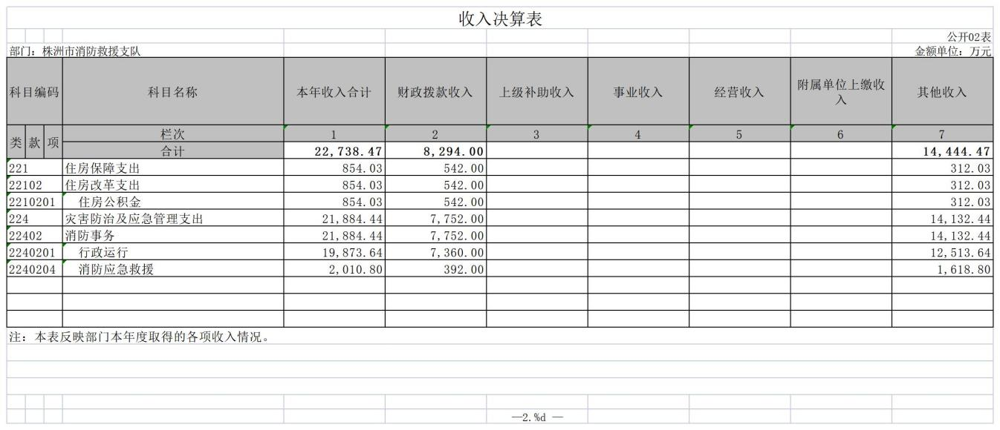 收入决算表
公开02表
部门：株洲市消防救援支队 金额单位：万元
科目编码 科目名称 本年收入合计 财政拨款收入 上级补助收入 事业收入 经营收入 附属单位上缴收入 其他收入
类 款 项 栏次 1 2 3 4 5 6 7
合计 22,738.47 8,294.00 14,444.47
221 住房保障支出 854.03 542.00 312.03
22102 住房改革支出 854.03 542.00 312.03
2210201 住房公积金 854.03 542.00 312.03
224 灾害防治及应急管理支出 21,884.44 7,752.00 14,132.44
22402 消防事务 21,884.44 7,752.00 14,132.44
2240201 行政运行 19,873.64 7,360.00 12,513.64
2240204 消防应急救援 2,010.80 392.00 1,618.80
注：本表反映部门本年度取得的各项收入情况。
—2.%d —